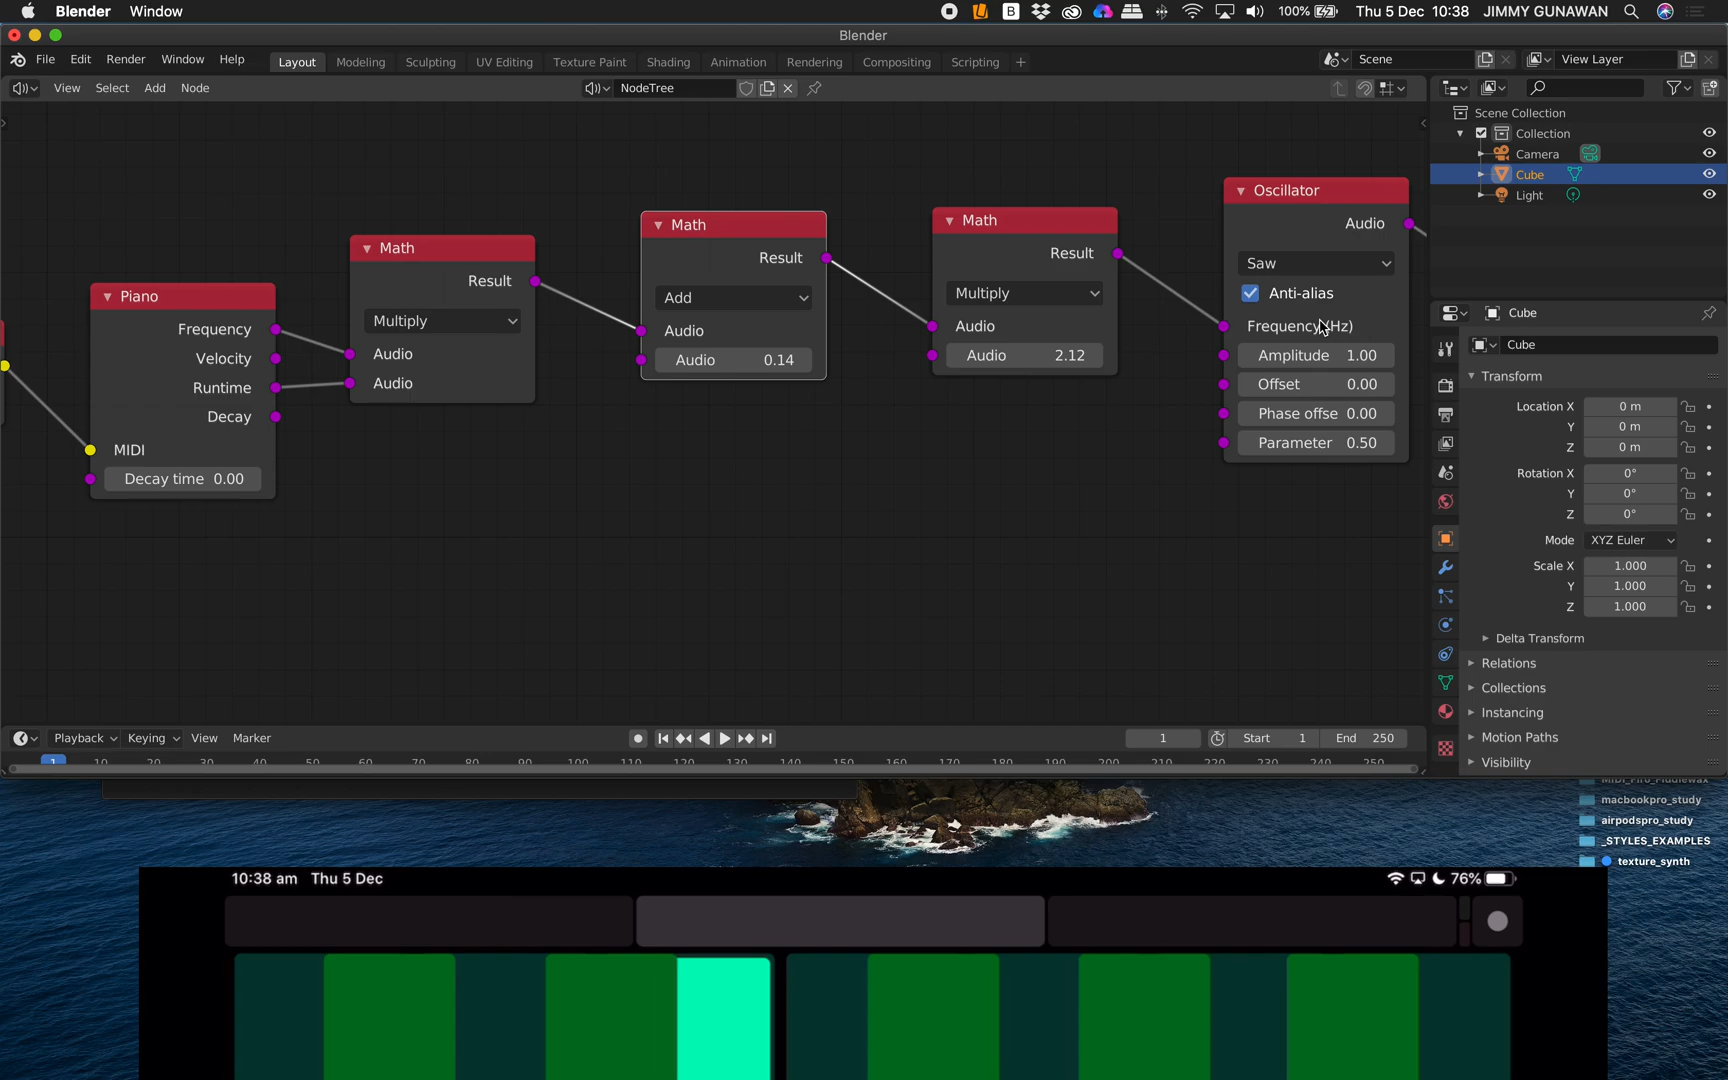 Blender Window 100% Thu 5 Dec 10:38 JIMMY GUNAWAN
Blender
File Edit Render Window Help Layout Modeling Sculpting UV Editing Texture Paint Shading Animation Rendering Compositing Scripting + Scene View Layer
View Select Add Node NodeTree
Scene Collection
Collection
Camera
Cube
Light
Piano
Frequency
Velocity
Runtime
Decay
MIDI
Decay time 0.00
Math
Result
Multiply
Audio
Audio
Math
Result
Add
Audio
Audio 0.14
Math
Result
Multiply
Audio
Audio 2.12
Oscillator
Audio
Saw
Anti-alias
Frequency (Hz)
Amplitude 1.00
Offset 0.00
Phase offse 0.00
Parameter 0.50
Cube
Cube
Transform
Location X 0 m
Y 0 m
Z 0 m
Rotation X 0°
Y 0°
Z 0°
Mode XYZ Euler
Scale X 1.000
Y 1.000
Z 1.000
Delta Transform
Relations
Collections
Instancing
Motion Paths
Visibility
Playback Keying View Marker 1 Start 1 End 250
1 10 20 30 40 50 60 70 80 90 100 110 120 130 140 150 160 170 180 190 200 210 220 230 240 250
macbookpro_study
airpodspro_study
_STYLES_EXAMPLES
texture_synth
10:38 am Thu 5 Dec 76%